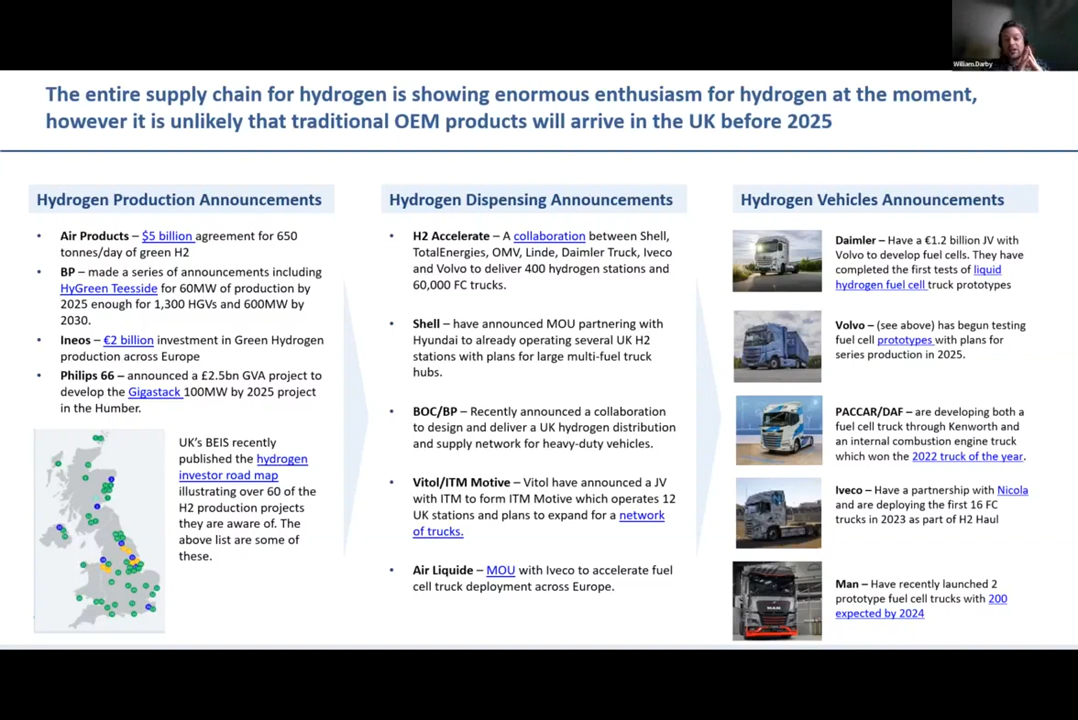 William.Darby
The entire supply chain for hydrogen is showing enormous enthusiasm for hydrogen at the moment,
however it is unlikely that traditional OEM products will arrive in the UK before 2025
Hydrogen Production Announcements
• Air Products – $5 billion agreement for 650
tonnes/day of green H2
• BP – made a series of announcements including
HyGreen Teesside for 60MW of production by
2025 enough for 1,300 HGVs and 600MW by
2030.
• Ineos – €2 billion investment in Green Hydrogen
production across Europe
• Philips 66 – announced a £2.5bn GVA project to
develop the Gigastack 100MW by 2025 project
in the Humber.
UK's BEIS recently
published the hydrogen
investor road map
illustrating over 60 of the
H2 production projects
they are aware of. The
above list are some of
these.
Hydrogen Dispensing Announcements
• H2 Accelerate – A collaboration between Shell,
TotalEnergies, OMV, Linde, Daimler Truck, Iveco
and Volvo to deliver 400 hydrogen stations and
60,000 FC trucks.
• Shell – have announced MOU partnering with
Hyundai to already operating several UK H2
stations with plans for large multi-fuel truck
hubs.
• BOC/BP – Recently announced a collaboration
to design and deliver a UK hydrogen distribution
and supply network for heavy-duty vehicles.
• Vitol/ITM Motive – Vitol have announced a JV
with ITM to form ITM Motive which operates 12
UK stations and plans to expand for a network
of trucks.
• Air Liquide – MOU with Iveco to accelerate fuel
cell truck deployment across Europe.
Hydrogen Vehicles Announcements
Daimler – Have a €1.2 billion JV with
Volvo to develop fuel cells. They have
completed the first tests of liquid
hydrogen fuel cell truck prototypes
Volvo – (see above) has begun testing
fuel cell prototypes with plans for
series production in 2025.
PACCAR/DAF – are developing both a
fuel cell truck through Kenworth and
an internal combustion engine truck
which won the 2022 truck of the year.
Iveco – Have a partnership with Nicola
and are deploying the first 16 FC
trucks in 2023 as part of H2 Haul
MAN
Man – Have recently launched 2
prototype fuel cell trucks with 200
expected by 2024